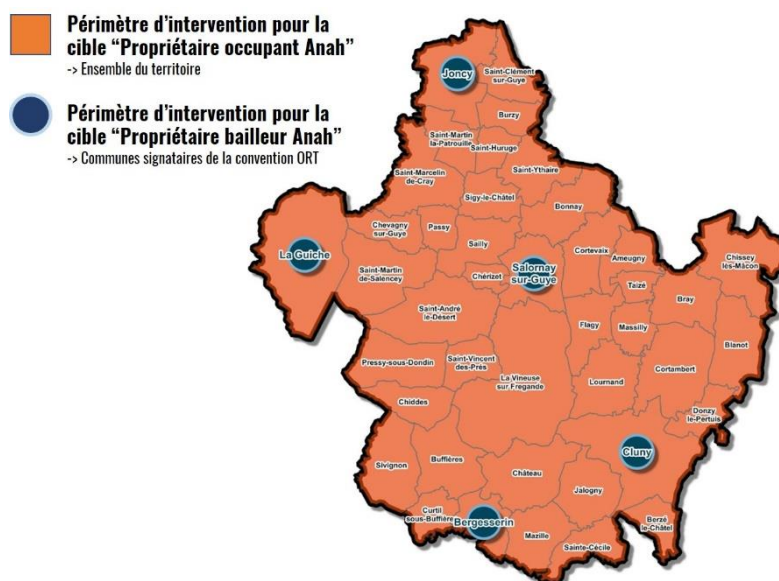 Périmètre d’intervention pour la
cible “Propriétaire occupant Anah”
-> Ensemble du territoire
Périmètre d’intervention pour la
cible “Propriétaire bailleur Anah”
-> Communes signataires de la convention ORT
Joncy
Saint-Clément
sur-Guye
Burzy
Saint-Martin
la-Patrouille
Saint-Huruge
Saint-Marcelin
de-Cray
Saint-Ythaire
Sigy-le-Châtel
Bonnay
Chevagny
sur-Guye
Passy
Sailly
Cortevaix
Ameugny
Chissey
lès-Mâcon
La Guiche
Saint-Martin
de-Salencey
Chérizet
Salornay
sur-Guye
Taizé
Bray
Saint-André
le-Désert
Flagy
Massilly
Blanot
Pressy-sous-Dondin
Saint-Vincent
des-Prés
La Vineuse
sur Fregande
Lournand
Cortambert
Chiddes
Donzy
le-Pertuis
Cluny
Sivignon
Buffières
Château
Jalogny
Curtil
sous-Buffière
Bergesserin
Mazille
Sainte-Cécile
Berzé
le-Châtel